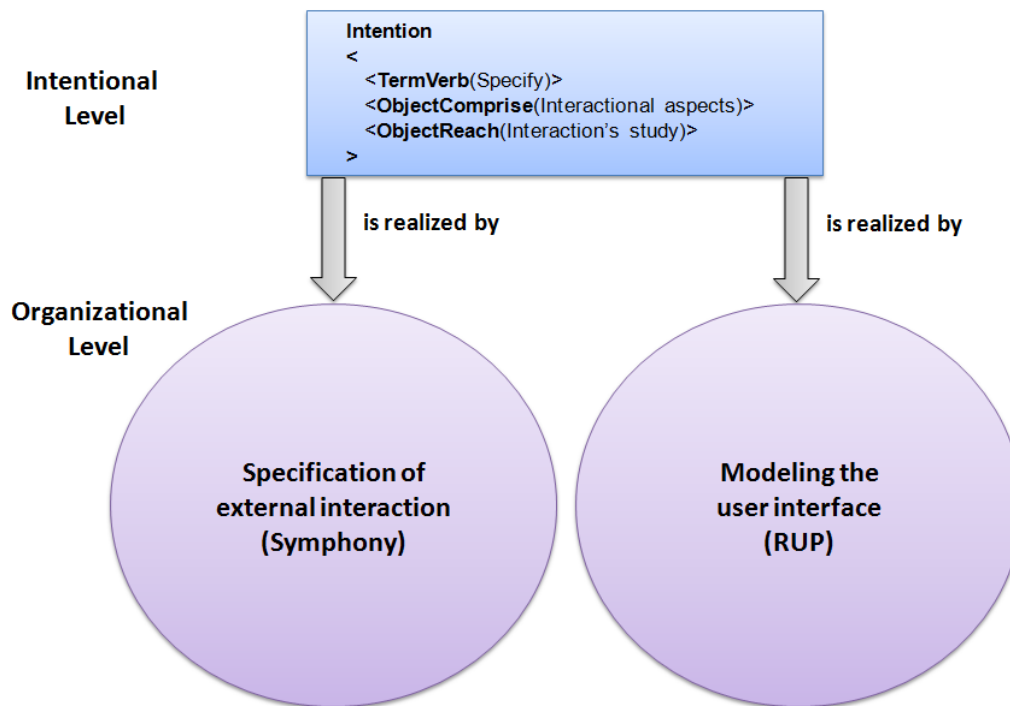 Intentional
Level
Intention
<
<TermVerb(Specify)>
<ObjectComprise(Interactional aspects)>
<ObjectReach(Interaction’s study)>
>
is realized by
is realized by
Organizational
Level
Specification of
external interaction
(Symphony)
Modeling the
user interface
(RUP)